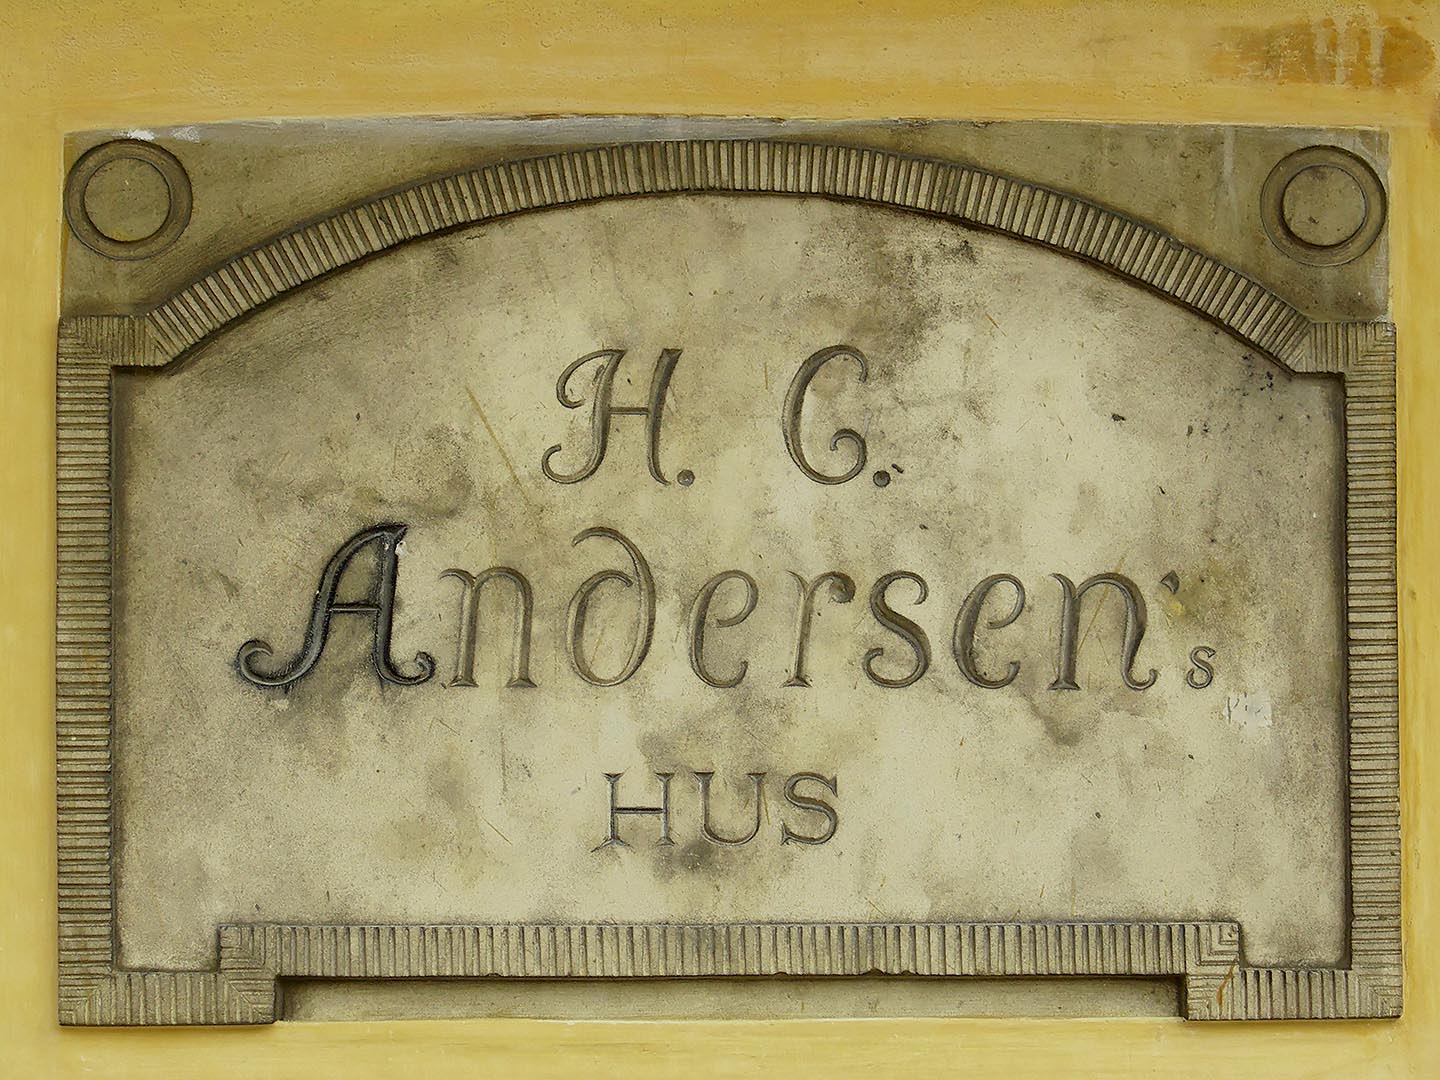 H. C.
Andersen's
HUS